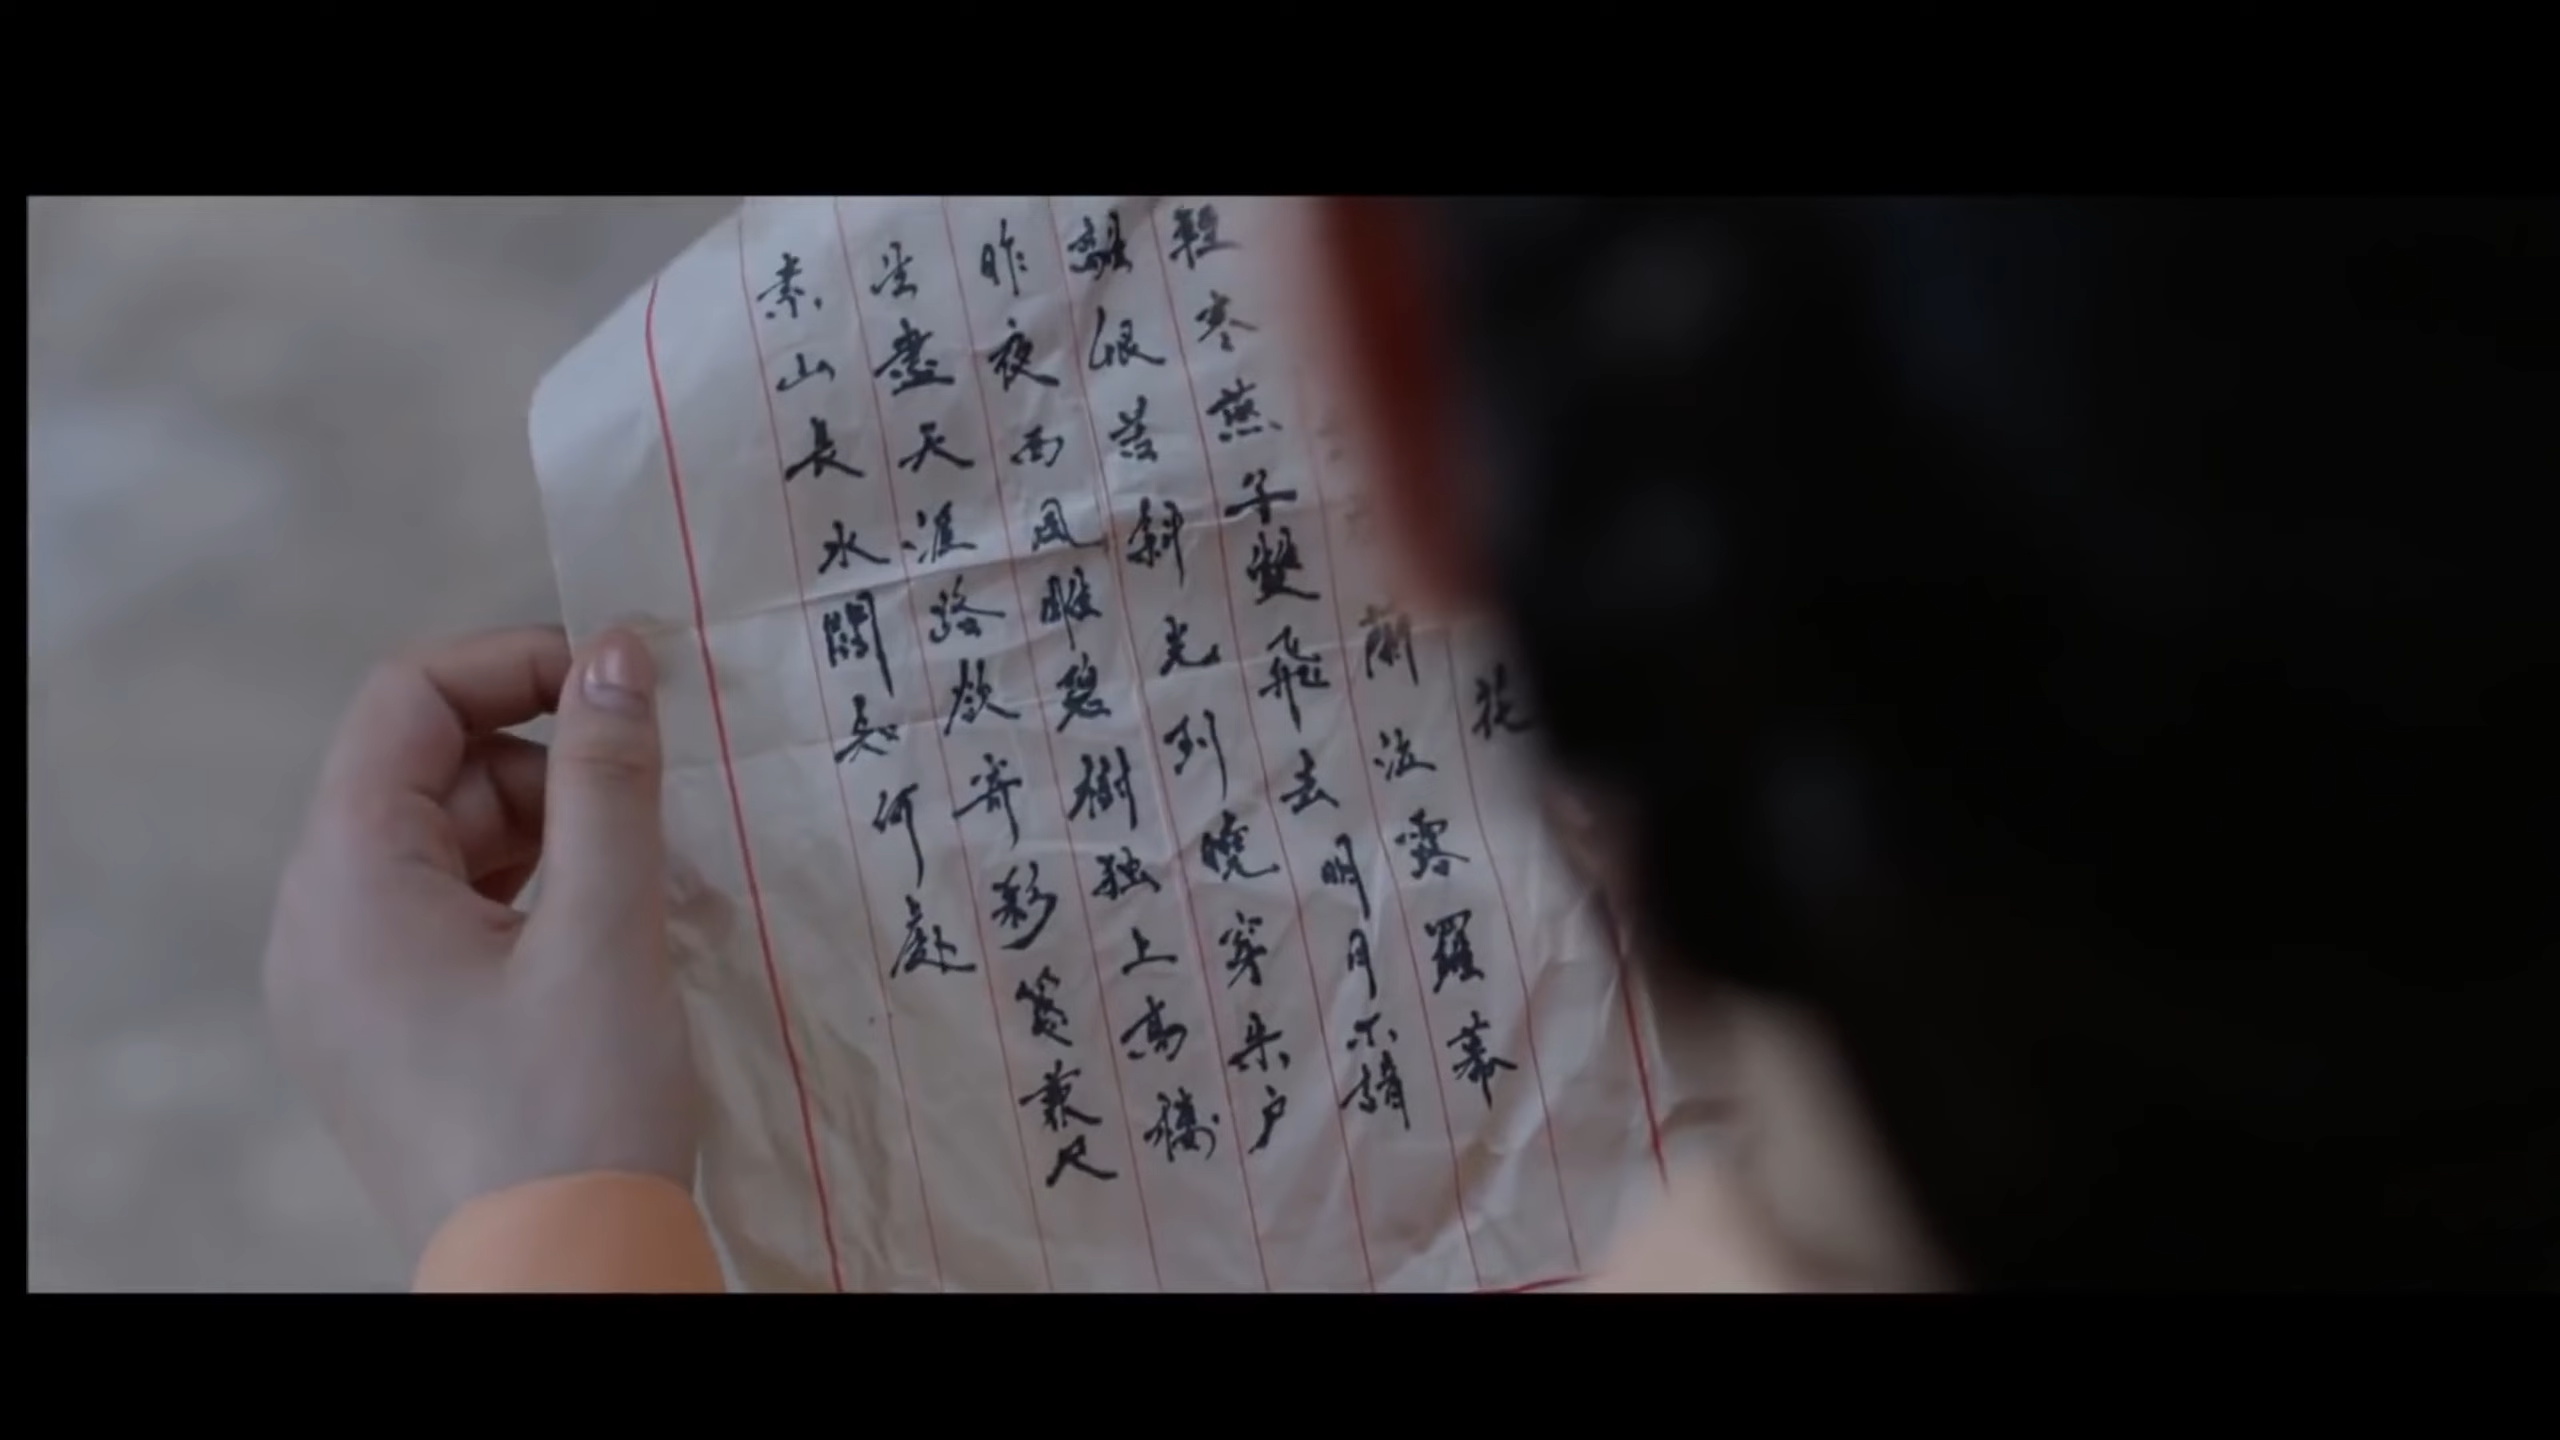 花
蘭泣露羅幕
輕寒燕子雙飛去明月不諳
離恨苦斜光到曉穿朱户
昨夜西風雕碧樹独上高樓
望盡天涯路欲寄彩箋兼尺
素山長水闊知何處